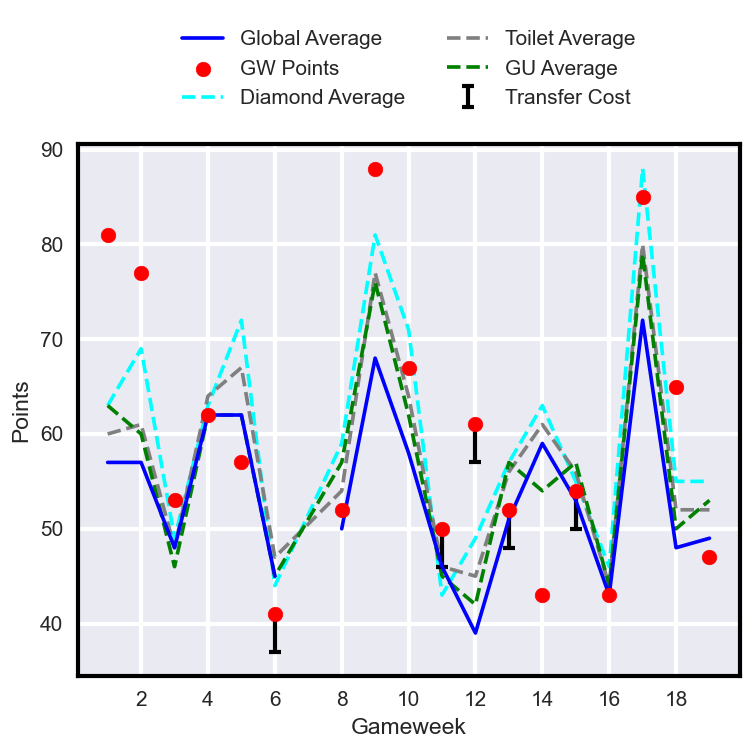 Global Average
GW Points
Diamond Average
Toilet Average
GU Average
Transfer Cost
90
80
70
60
50
40
Points
2 4 6 8 10 12 14 16 18
Gameweek